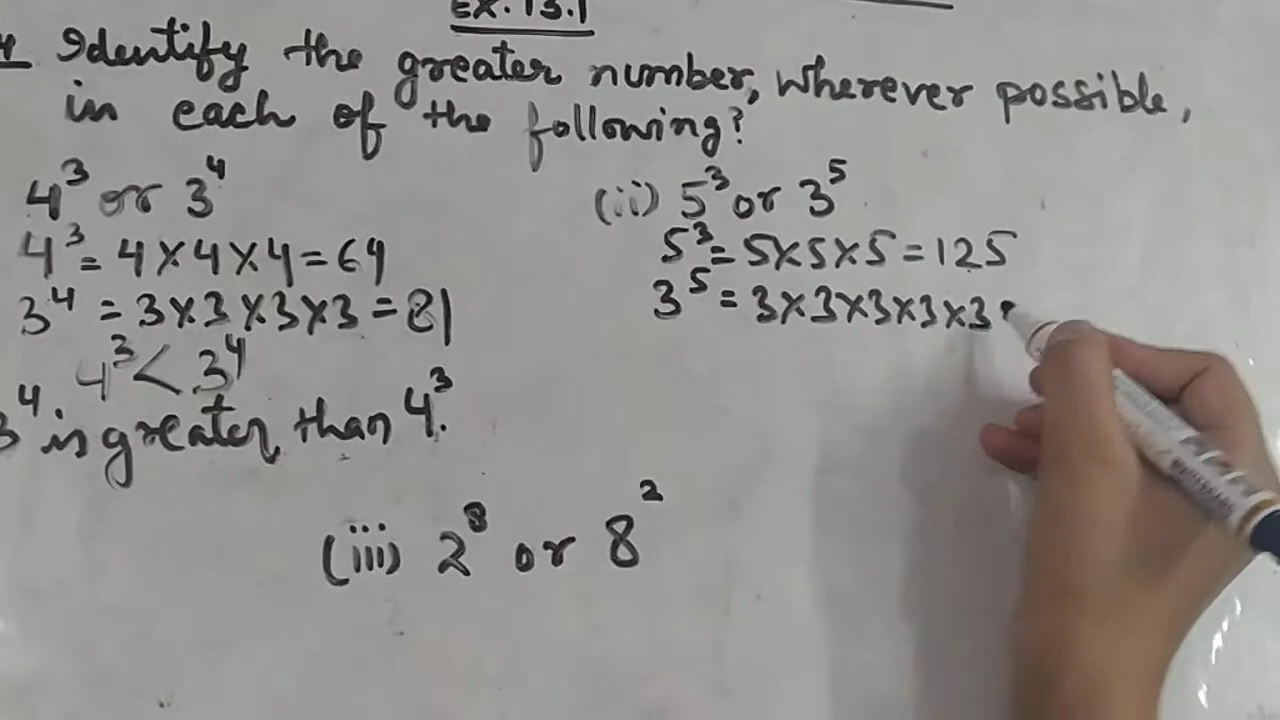 Ex. 13.1
4 Identify the greater number, wherever possible,
in each of the following?
4³ or 3⁴
4³ = 4×4×4 = 64
3⁴ = 3×3×3×3 = 81
4³ < 3⁴
3⁴ is greater than 4³.
(ii) 5³ or 3⁵
5³ = 5×5×5 = 125
3⁵ = 3×3×3×3×3
(iii) 2⁸ or 8²